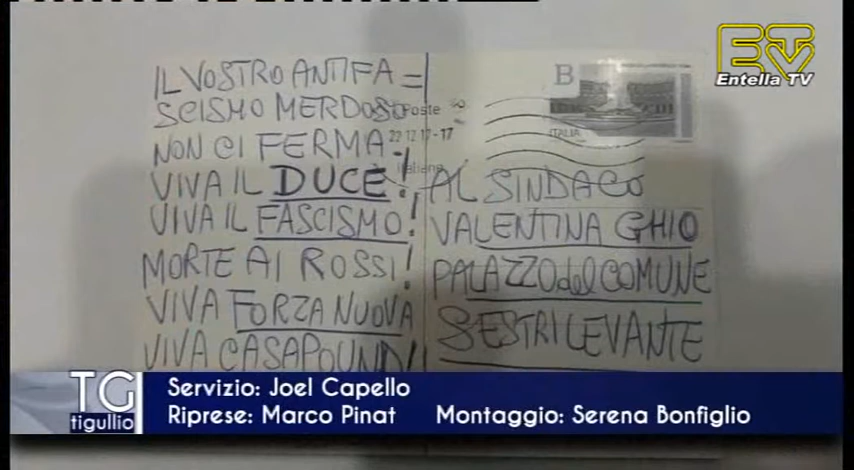 IL VOSTRO ANTIFA =
SCISMO MERDOSO
NON CI FERMA !
VIVA IL DUCE !
VIVA IL FASCISMO !
MORTE AI ROSSI !
VIVA FORZA NUOVA
VIVA CASAPOUND !!
B
ITALIA
Poste
22 12 17-17
italiane
AL SINDACO
VALENTINA GHIO
PALAZZO del COMUNE
SESTRI LEVANTE
ETV
Entella TV
TG
tigullio
Servizio: Joel Capello
Riprese: Marco Pinat Montaggio: Serena Bonfiglio